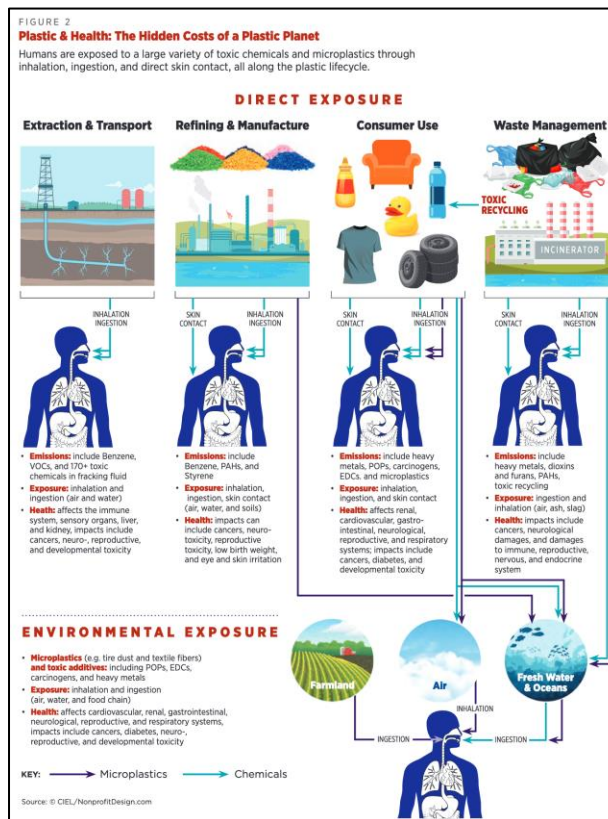 FIGURE 2
Plastic & Health: The Hidden Costs of a Plastic Planet
Humans are exposed to a large variety of toxic chemicals and microplastics through
inhalation, ingestion, and direct skin contact, all along the plastic lifecycle.
DIRECT EXPOSURE
Extraction & Transport
Refining & Manufacture
Consumer Use
Waste Management
TOXIC
RECYCLING
INCINERATOR
INHALATION
INGESTION
SKIN
CONTACT
INHALATION
INGESTION
SKIN
CONTACT
INHALATION
INGESTION
SKIN
CONTACT
INHALATION
INGESTION
• Emissions: include Benzene,
VOCs, and 170+ toxic
chemicals in fracking fluid
• Exposure: inhalation and
ingestion (air and water)
• Health: affects the immune
system, sensory organs, liver,
and kidney, impacts include
cancers, neuro-, reproductive,
and developmental toxicity
• Emissions: include
Benzene, PAHs, and
Styrene
• Exposure: inhalation,
ingestion, skin contact
(air, water, and soils)
• Health: impacts can
include cancers, neuro-
toxicity, reproductive
toxicity, low birth weight,
and eye and skin irritation
• Emissions: include heavy
metals, POPs, carcinogens,
EDCs, and microplastics
• Exposure: inhalation,
ingestion, and skin contact
• Health: affects renal,
cardiovascular, gastro-
intestinal, neurological,
reproductive, and respiratory
systems; impacts include
cancers, diabetes, and
developmental toxicity
• Emissions: include
heavy metals, dioxins
and furans, PAHs,
toxic recycling
• Exposure: ingestion and
inhalation (air, ash, slag)
• Health: impacts include
cancers, neurological
damages, and damages
to immune, reproductive,
nervous, and endocrine
system
ENVIRONMENTAL EXPOSURE
• Microplastics (e.g. tire dust and textile fibers)
and toxic additives: including POPs, EDCs,
carcinogens, and heavy metals
• Exposure: inhalation and ingestion
(air, water, and food chain)
• Health: affects cardiovascular, renal, gastrointestinal,
neurological, reproductive, and respiratory systems,
impacts include cancers, diabetes, neuro-,
reproductive, and developmental toxicity
Farmland
Air
Fresh Water
& Oceans
INHALATION
INGESTION
INGESTION
KEY:
Microplastics
Chemicals
Source: © CIEL/NonprofitDesign.com